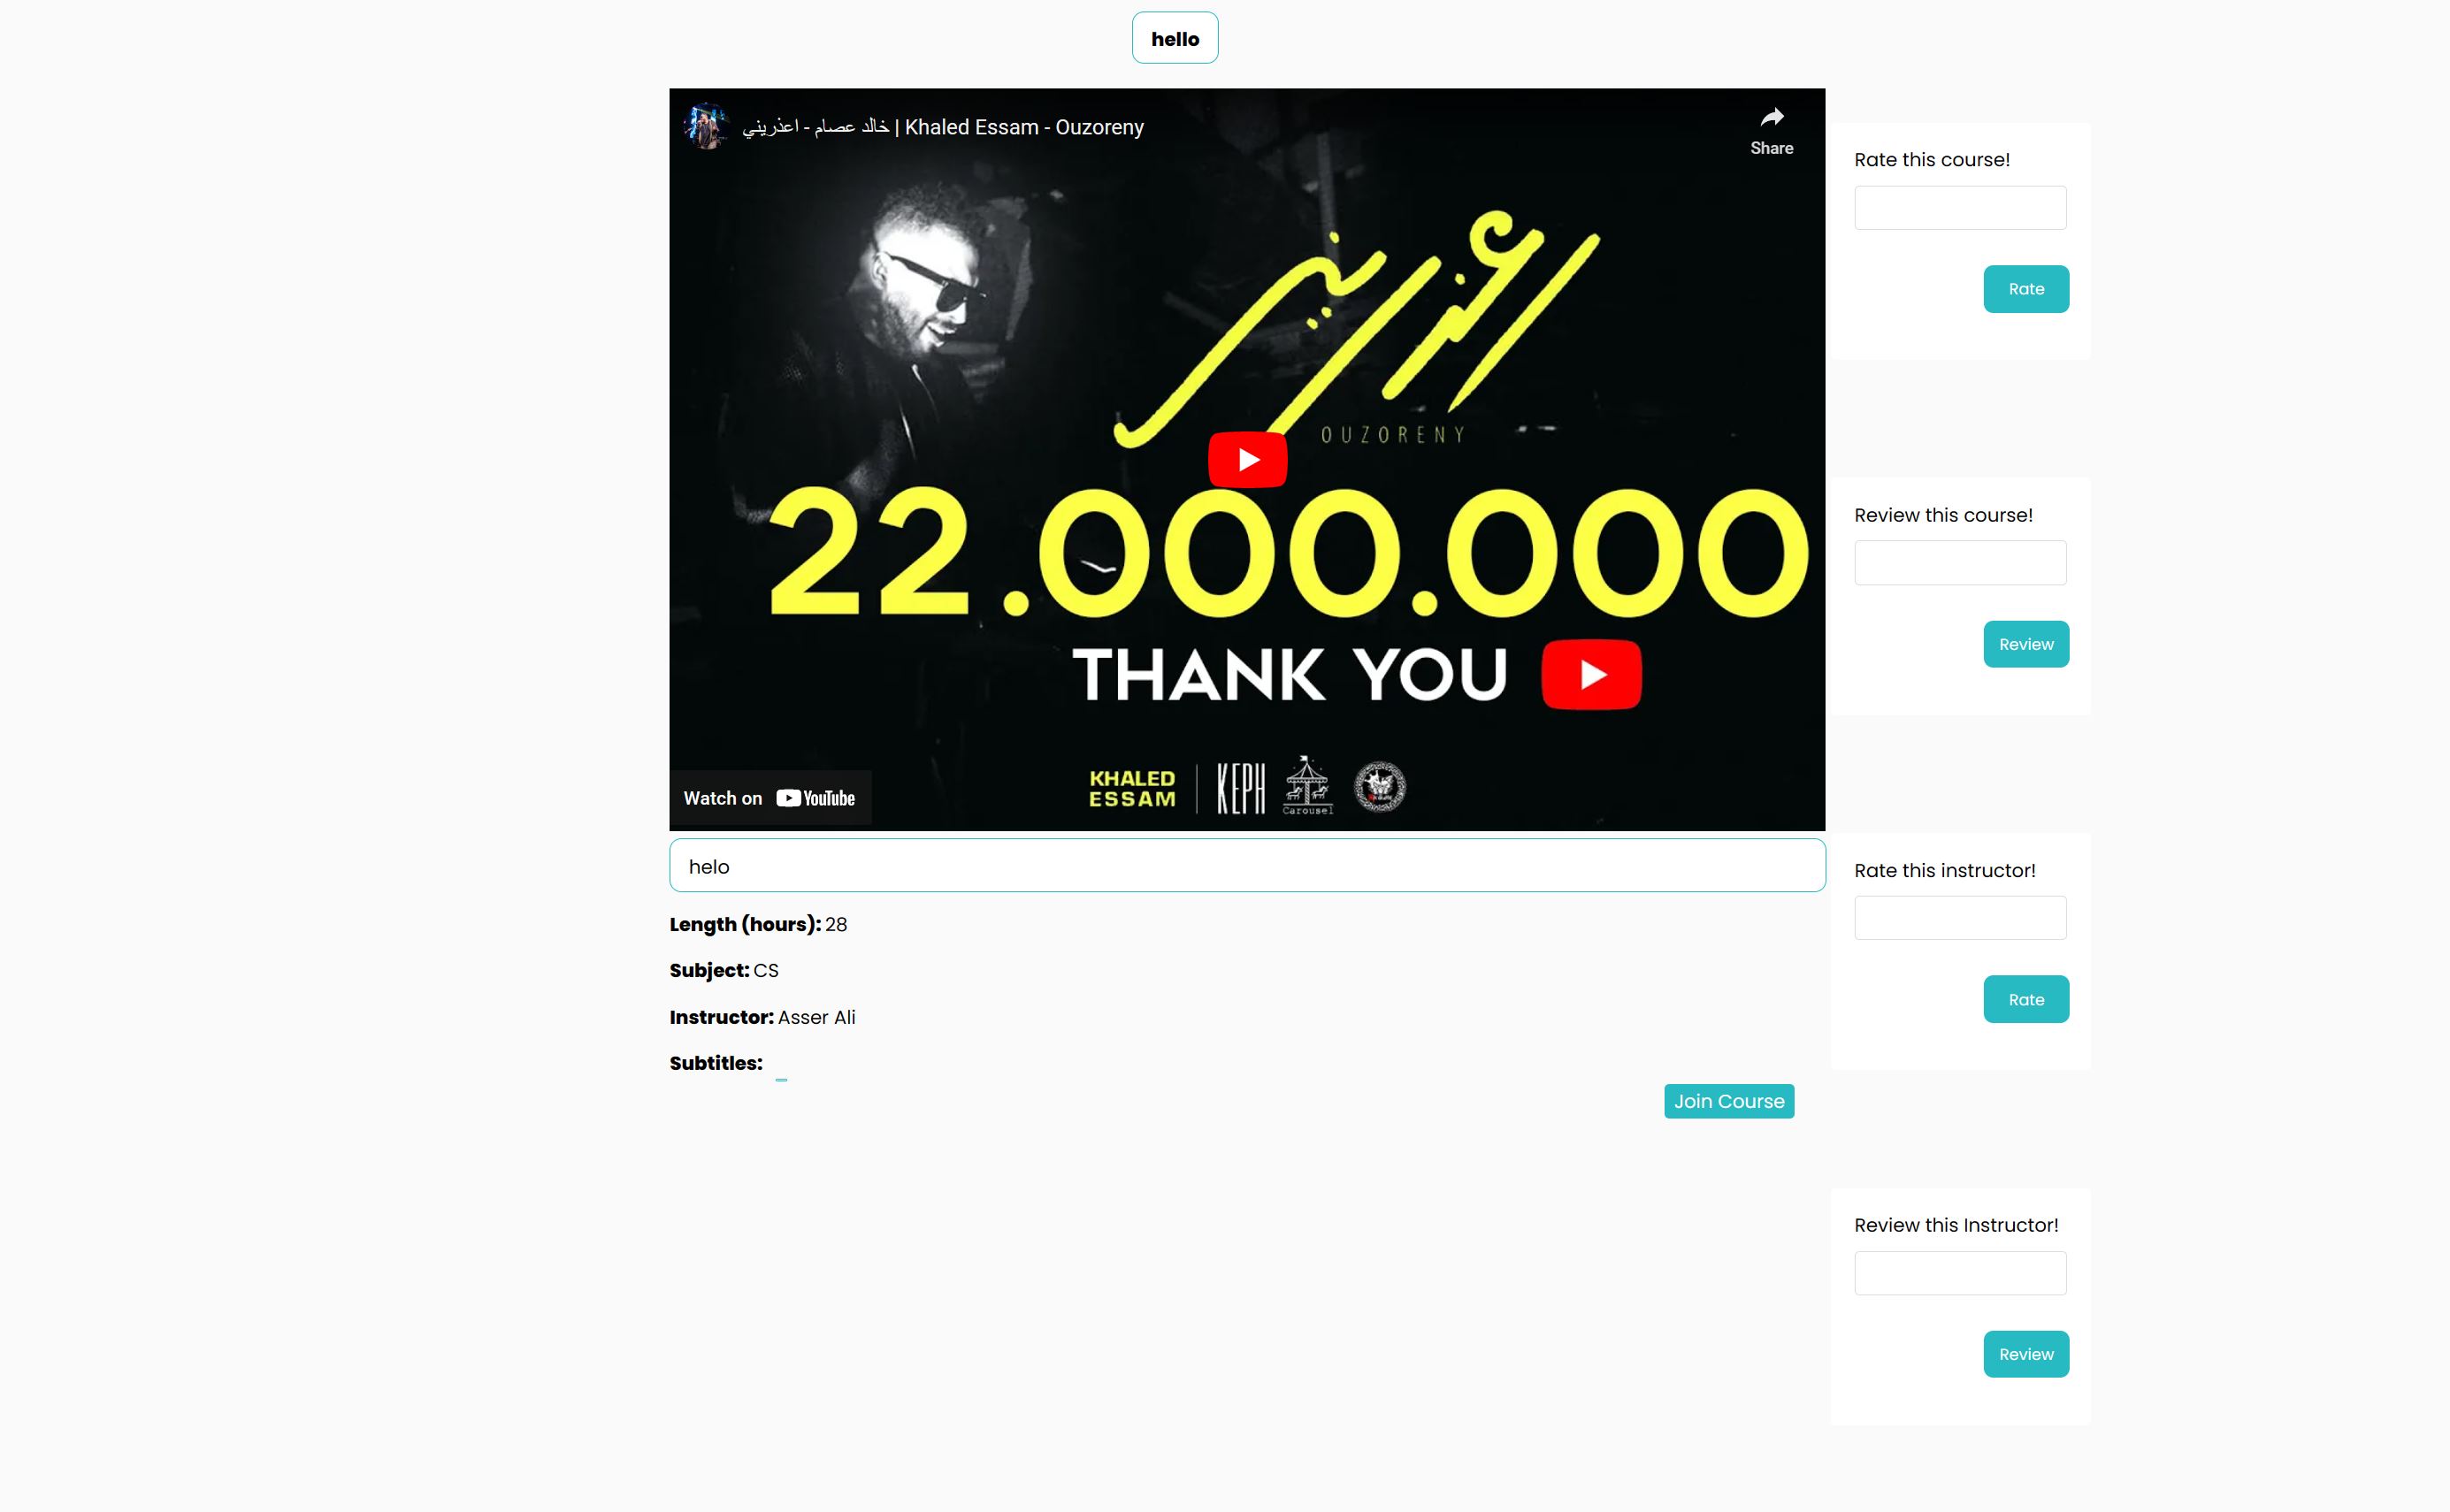 hello
خالد عصام - اعذريني | Khaled Essam - Ouzoreny
Share
اعذريني
OUZORENY
22.000.000
THANK YOU
KHALED
ESSAM
KEPH
Carousel
Watch on YouTube
helo
Length (hours): 28
Subject: CS
Instructor: Asser Ali
Subtitles:
Join Course
Rate this course!
Rate
Review this course!
Review
Rate this instructor!
Rate
Review this Instructor!
Review